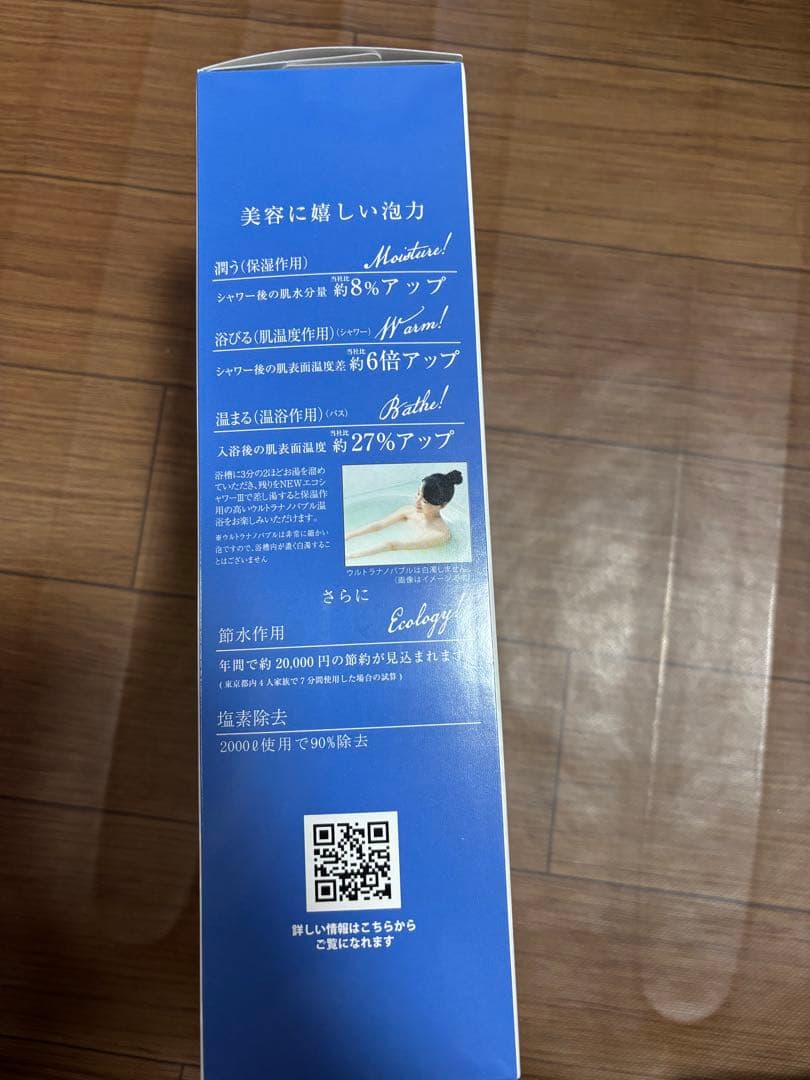 美容に嬉しい泡力
潤う(保湿作用) Moisture!
シャワー後の肌水分量 当社比 約8%アップ
浴びる(肌温度作用)(シャワー) Warm!
シャワー後の肌表面温度差 当社比 約6倍アップ
温まる(温浴作用)(バス) Bathe!
入浴後の肌表面温度 当社比 約27%アップ
浴槽に3分の2ほどお湯を溜め
ていただき、残りをNEWエコシ
ャワーⅢで差し湯すると保温作
用の高いウルトラナノバブル温
浴をお楽しみいただけます。
※ウルトラナノバブルは非常に細かい
泡ですので、浴槽内が濃く白濁するこ
とはございません
ウルトラナノバブルは白濁しません。
(画像はイメージです)
さらに
節水作用 Ecology!
年間で約20,000円の節約が見込まれます
(東京都内4人家族で7分間使用した場合の試算)
塩素除去
2000ℓ使用で90%除去
詳しい情報はこちらから
ご覧になれます